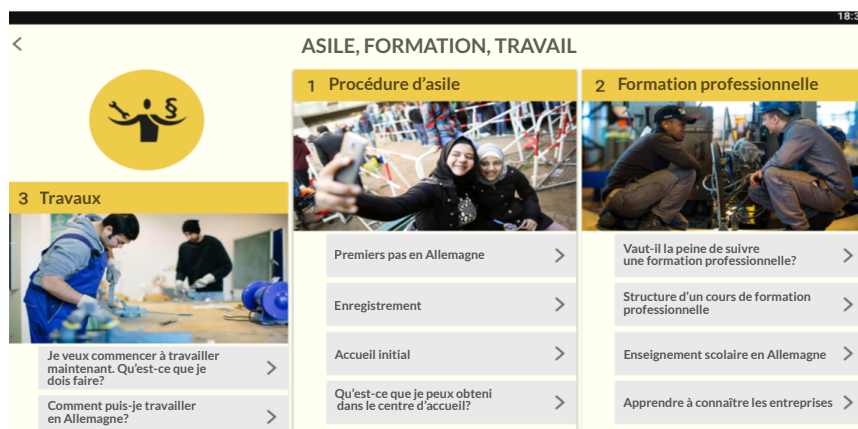 18:3
ASILE, FORMATION, TRAVAIL
§
3 Travaux
Je veux commencer à travailler
maintenant. Qu'est-ce que je
dois faire?
Comment puis-je travailler
en Allemagne?
1 Procédure d'asile
Premiers pas en Allemagne
Enregistrement
Accueil initial
Qu'est-ce que je peux obteni
dans le centre d'accueil?
2 Formation professionnelle
Vaut-il la peine de suivre
une formation professionnelle?
Structure d'un cours de formation
professionnelle
Enseignement scolaire en Allemagne
Apprendre à connaître les entreprises